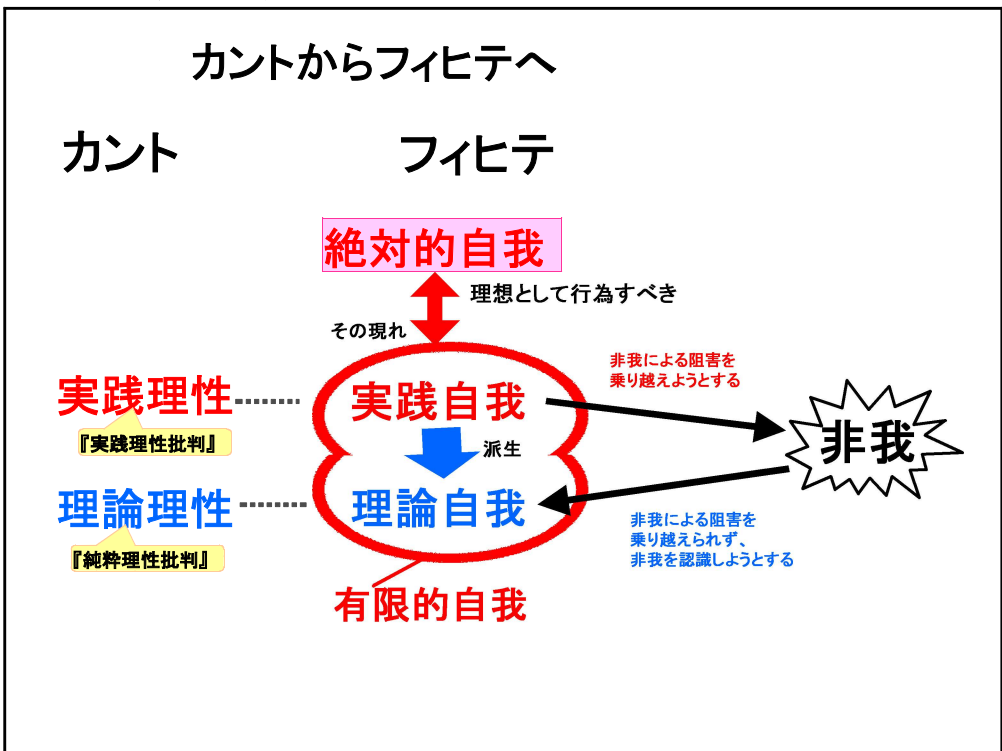 カントからフィヒテへ
カント
フィヒテ
絶対的自我
理想として行為すべき
その現れ
実践理性
『実践理性批判』
実践自我
非我による阻害を
乗り越えようとする
派生
非我
理論理性
『純粋理性批判』
理論自我
非我による阻害を
乗り越えられず、
非我を認識しようとする
有限的自我